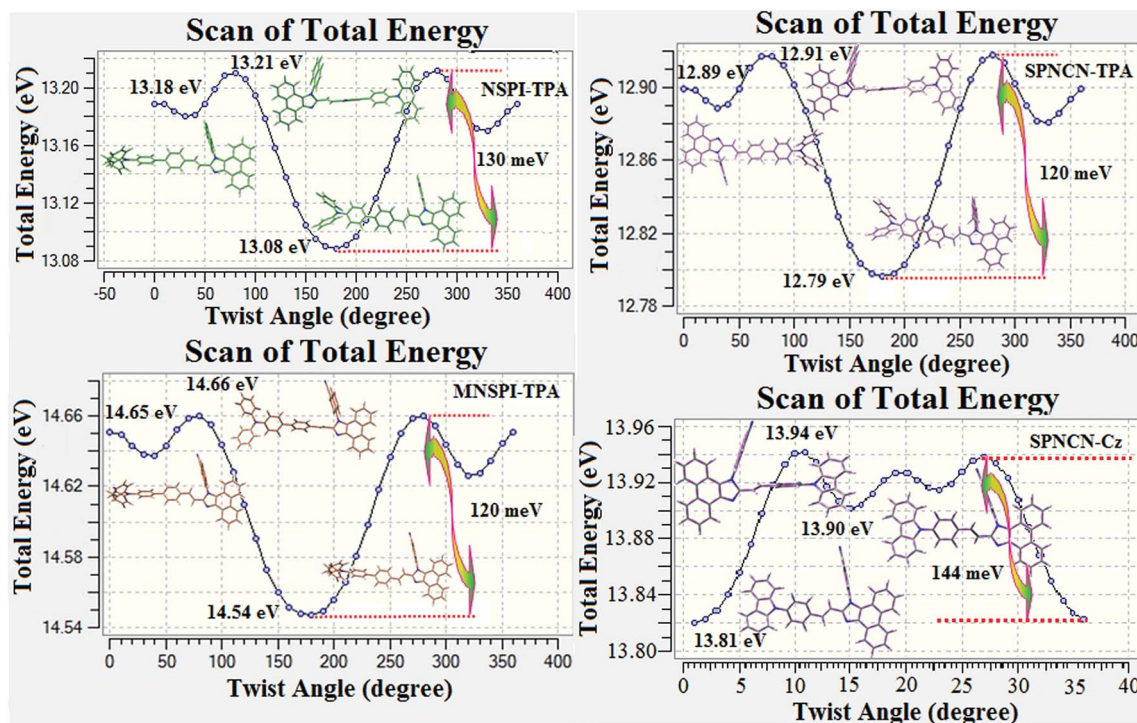 Scan of Total Energy
Total Energy (eV)
13.20
13.16
13.12
13.08
13.18 eV
13.21 eV
NSPI-TPA
130 meV
13.08 eV
-50 0 50 100 150 200 250 300 350 400
Twist Angle (degree)
Scan of Total Energy
Total Energy (eV)
12.90
12.86
12.82
12.78
12.89 eV
12.91 eV
SPNCN-TPA
120 meV
12.79 eV
0 50 100 150 200 250 300 350 400
Twist Angle (degree)
Scan of Total Energy
Total Energy (eV)
14.66
14.62
14.58
14.54
14.65 eV
14.66 eV
MNSPI-TPA
120 meV
14.54 eV
0 50 100 150 200 250 300 350 400
Twist Angle (degree)
Scan of Total Energy
Total Energy (eV)
13.96
13.92
13.88
13.84
13.80
13.94 eV
SPNCN-Cz
13.90 eV
144 meV
13.81 eV
0 5 10 15 20 25 30 35 40
Twist Angle (degree)